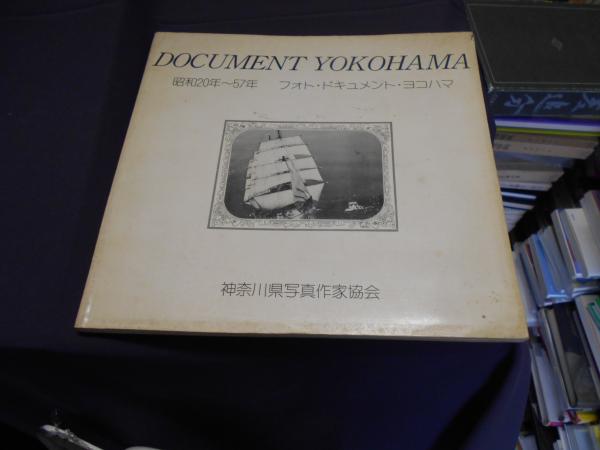 DOCUMENT YOKOHAMA
昭和20年〜57年　フォト・ドキュメント・ヨコハマ
神奈川県写真作家協会